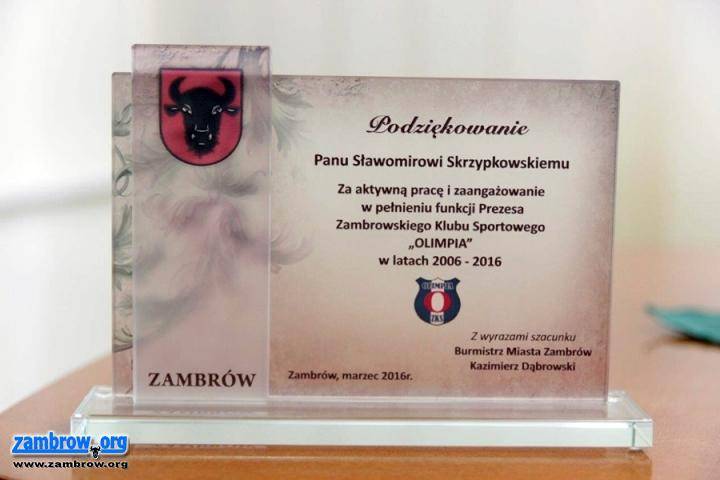 Podziękowanie
Panu Sławomirowi Skrzypkowskiemu
Za aktywną pracę i zaangażowanie
w pełnieniu funkcji Prezesa
Zambrowskiego Klubu Sportowego
„OLIMPIA”
w latach 2006 - 2016
OLIMPIA
ZKS
Z wyrazami szacunku
Burmistrz Miasta Zambrów
Kazimierz Dąbrowski
Zambrów, marzec 2016r.
ZAMBRÓW
zambrow.org
www.zambrow.org